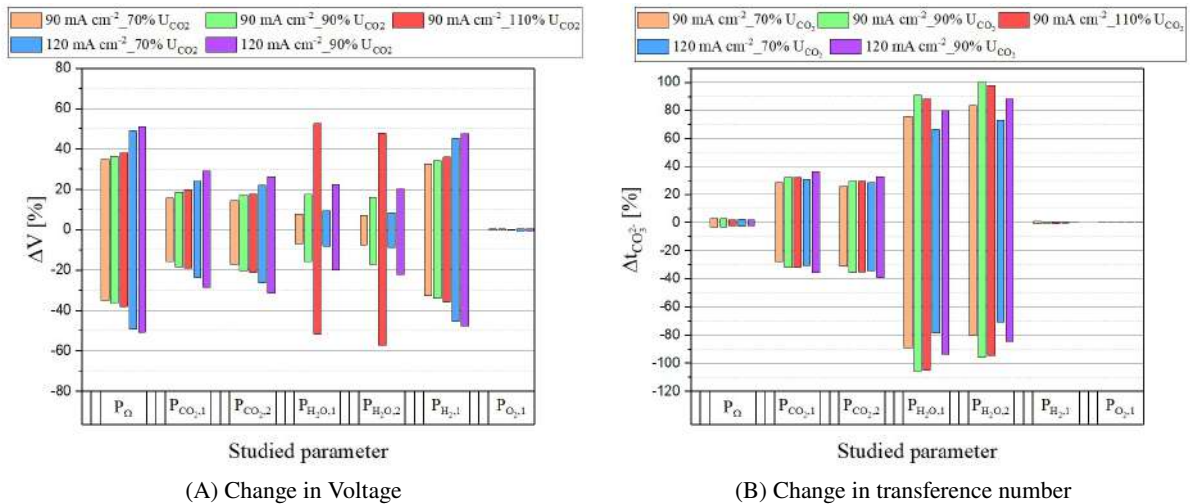 90 mA cm⁻²_70% U_CO2 90 mA cm⁻²_90% U_CO2 90 mA cm⁻²_110% U_CO2
120 mA cm⁻²_70% U_CO2 120 mA cm⁻²_90% U_CO2
80
60
40
20
0
-20
-40
-60
-80
ΔV [%]
P_Ω P_CO₂,1 P_CO₂,2 P_H₂O,1 P_H₂O,2 P_H₂,1 P_O₂,1
Studied parameter
(A) Change in Voltage
90 mA cm⁻²_70% U_CO₂ 90 mA cm⁻²_90% U_CO₂ 90 mA cm⁻²_110% U_CO₂
120 mA cm⁻²_70% U_CO₂ 120 mA cm⁻²_90% U_CO₂
100
80
60
40
20
0
-20
-40
-60
-80
-100
-120
Δt_CO₃²⁻ [%]
P_Ω P_CO₂,1 P_CO₂,2 P_H₂O,1 P_H₂O,2 P_H₂,1 P_O₂,1
Studied parameter
(B) Change in transference number